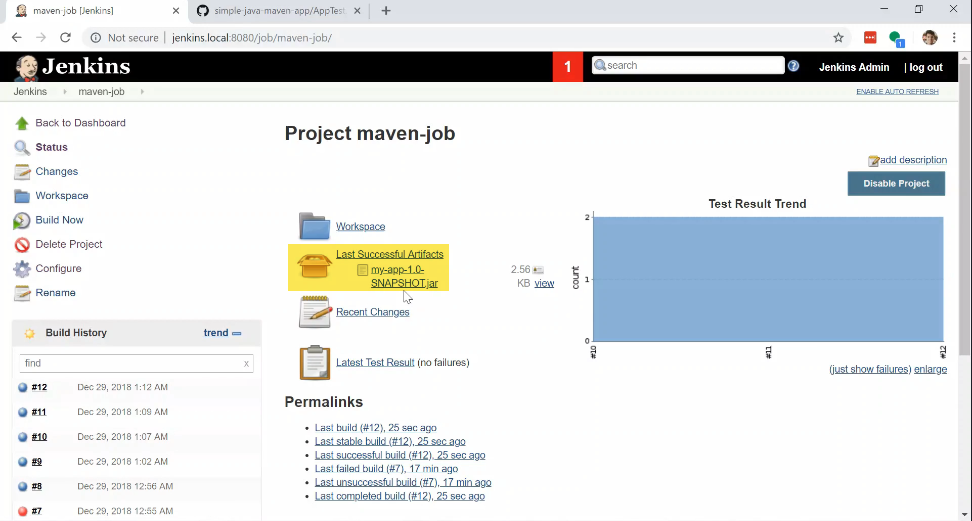 maven-job [Jenkins]
simple-java-maven-app/AppTest.
Not secure | jenkins.local:8080/job/maven-job/
1
Jenkins
1
search
Jenkins Admin | log out
Jenkins
maven-job
ENABLE AUTO REFRESH
Back to Dashboard
Status
Changes
Workspace
Build Now
Delete Project
Configure
Rename
Build History
trend
find
x
#12 Dec 29, 2018 1:12 AM
#11 Dec 29, 2018 1:09 AM
#10 Dec 29, 2018 1:07 AM
#9 Dec 29, 2018 1:02 AM
#8 Dec 29, 2018 12:56 AM
#7 Dec 29, 2018 12:55 AM
Project maven-job
add description
Disable Project
Workspace
Last Successful Artifacts
my-app-1.0-
SNAPSHOT.jar
2.56
KB view
Recent Changes
Latest Test Result (no failures)
Test Result Trend
count
2
1
0
#10
#11
#12
(just show failures) enlarge
Permalinks
Last build (#12), 25 sec ago
Last stable build (#12), 25 sec ago
Last successful build (#12), 25 sec ago
Last failed build (#7), 17 min ago
Last unsuccessful build (#7), 17 min ago
Last completed build (#12), 25 sec ago